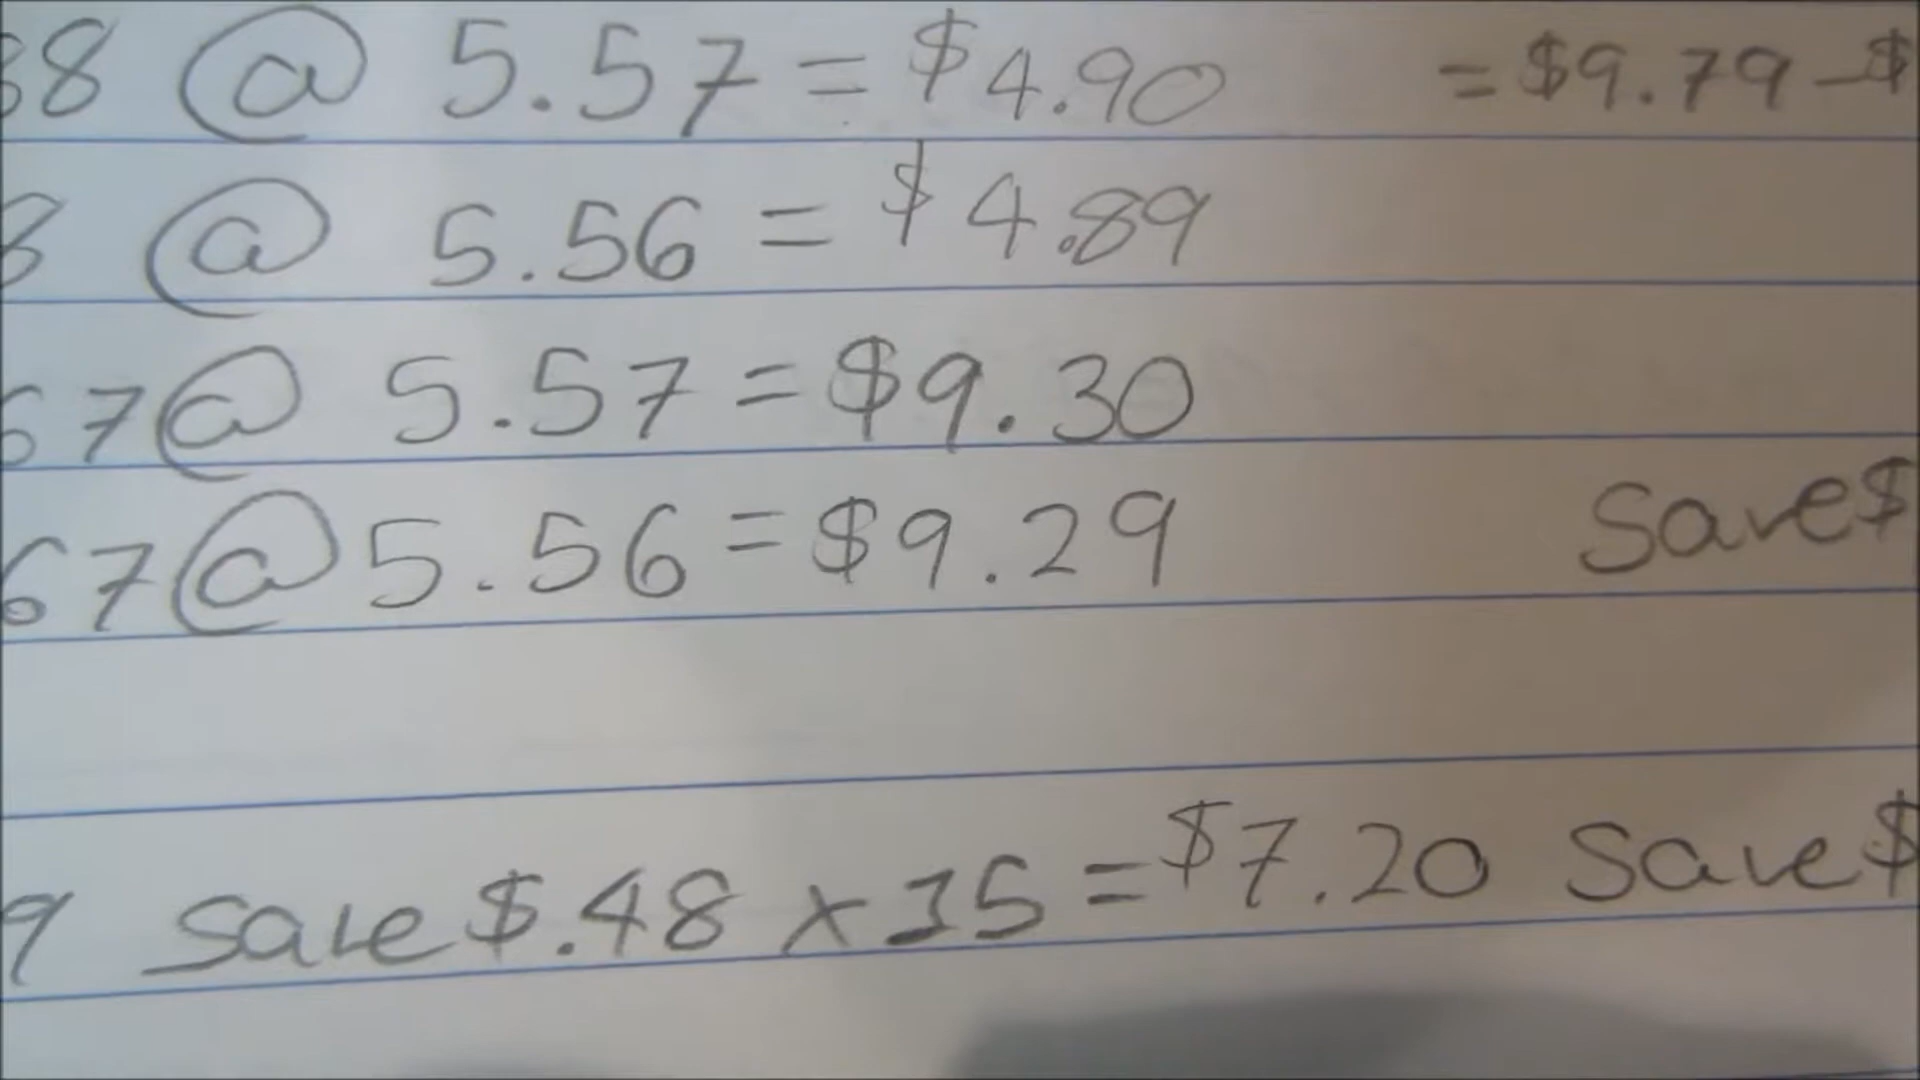 88 @ 5.57 = $4.90 = $9.79 - $
8 @ 5.56 = $4.89
67 @ 5.57 = $9.30
67 @ 5.56 = $9.29 Save $
9 Save $.48 x 15 = $7.20 Save $